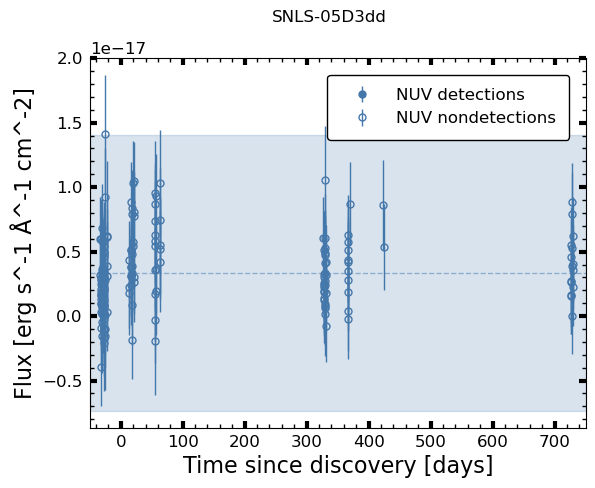 SNLS-05D3dd
1e−17
NUV detections
NUV nondetections
2.0
1.5
1.0
0.5
0.0
−0.5
Flux [erg s^-1 Å^-1 cm^-2]
0 100 200 300 400 500 600 700
Time since discovery [days]